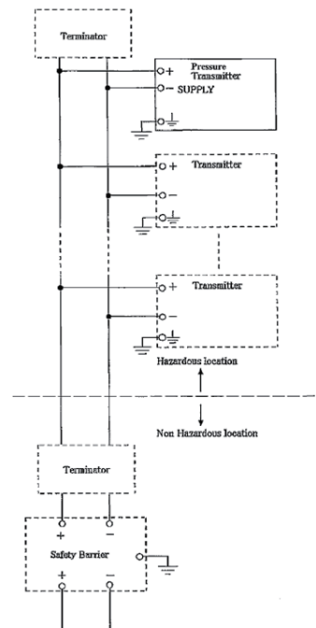 Terminator
Pressure
Transmitter
+
− SUPPLY
Transmitter
+
−
Transmitter
+
−
Hazardous location
Non Hazardous location
Terminator
+ −
Safety Barrier
+ −